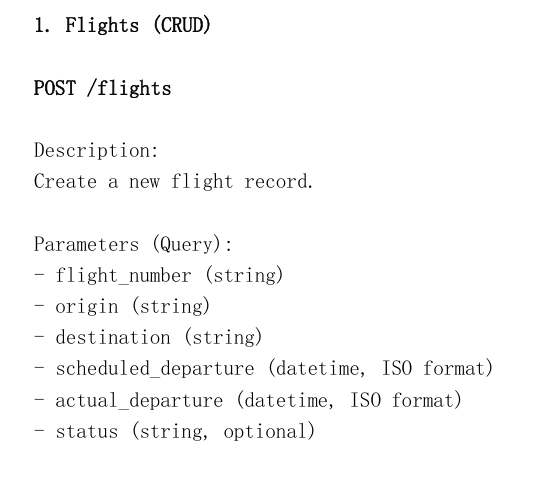 1. Flights (CRUD)
POST /flights
Description:
Create a new flight record.
Parameters (Query):
- flight_number (string)
- origin (string)
- destination (string)
- scheduled_departure (datetime, ISO format)
- actual_departure (datetime, ISO format)
- status (string, optional)